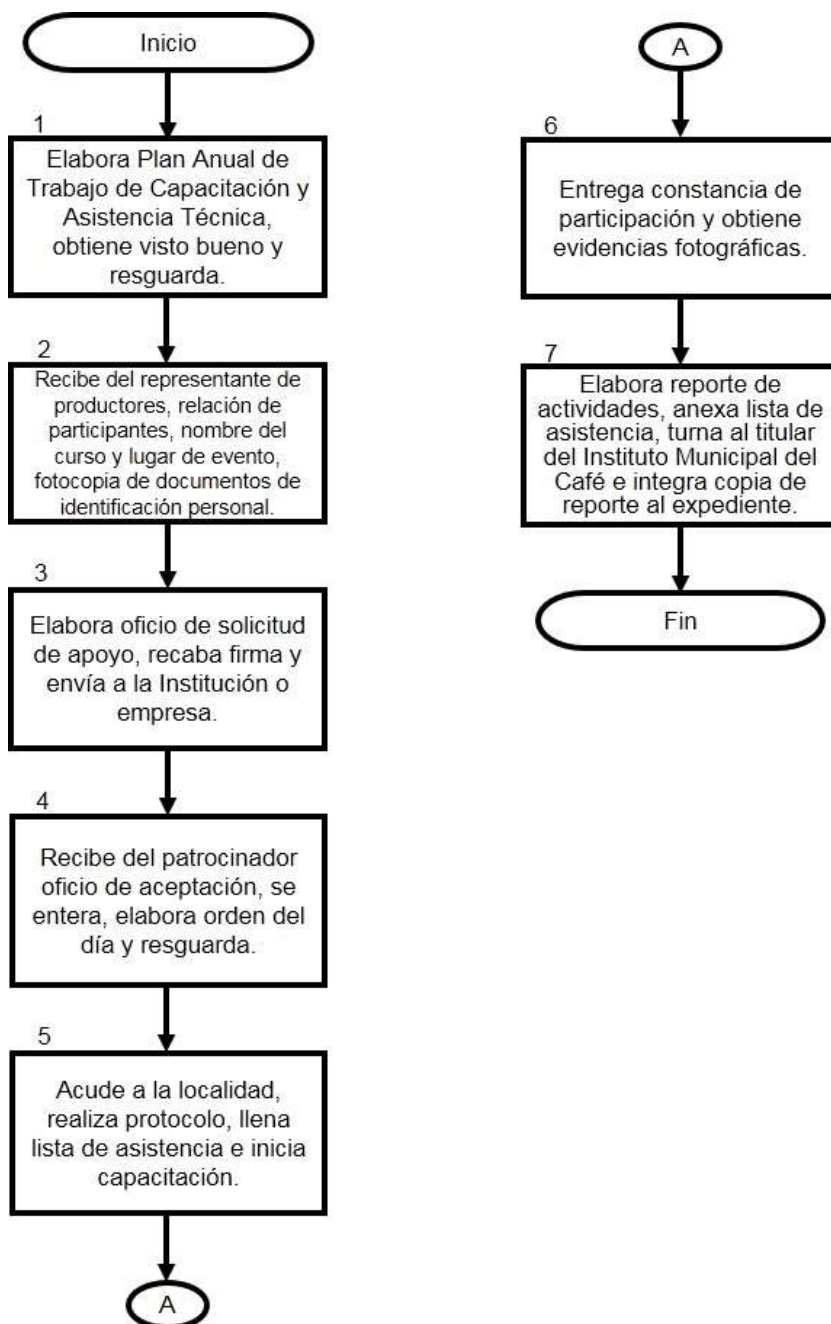 Inicio
1
Elabora Plan Anual de
Trabajo de Capacitación y
Asistencia Técnica,
obtiene visto bueno y
resguarda.
2
Recibe del representante de
productores, relación de
participantes, nombre del
curso y lugar de evento,
fotocopia de documentos de
identificación personal.
3
Elabora oficio de solicitud
de apoyo, recaba firma y
envía a la Institución o
empresa.
4
Recibe del patrocinador
oficio de aceptación, se
entera, elabora orden del
día y resguarda.
5
Acude a la localidad,
realiza protocolo, llena
lista de asistencia e inicia
capacitación.
A
A
6
Entrega constancia de
participación y obtiene
evidencias fotográficas.
7
Elabora reporte de
actividades, anexa lista de
asistencia, turna al titular
del Instituto Municipal del
Café e integra copia de
reporte al expediente.
Fin